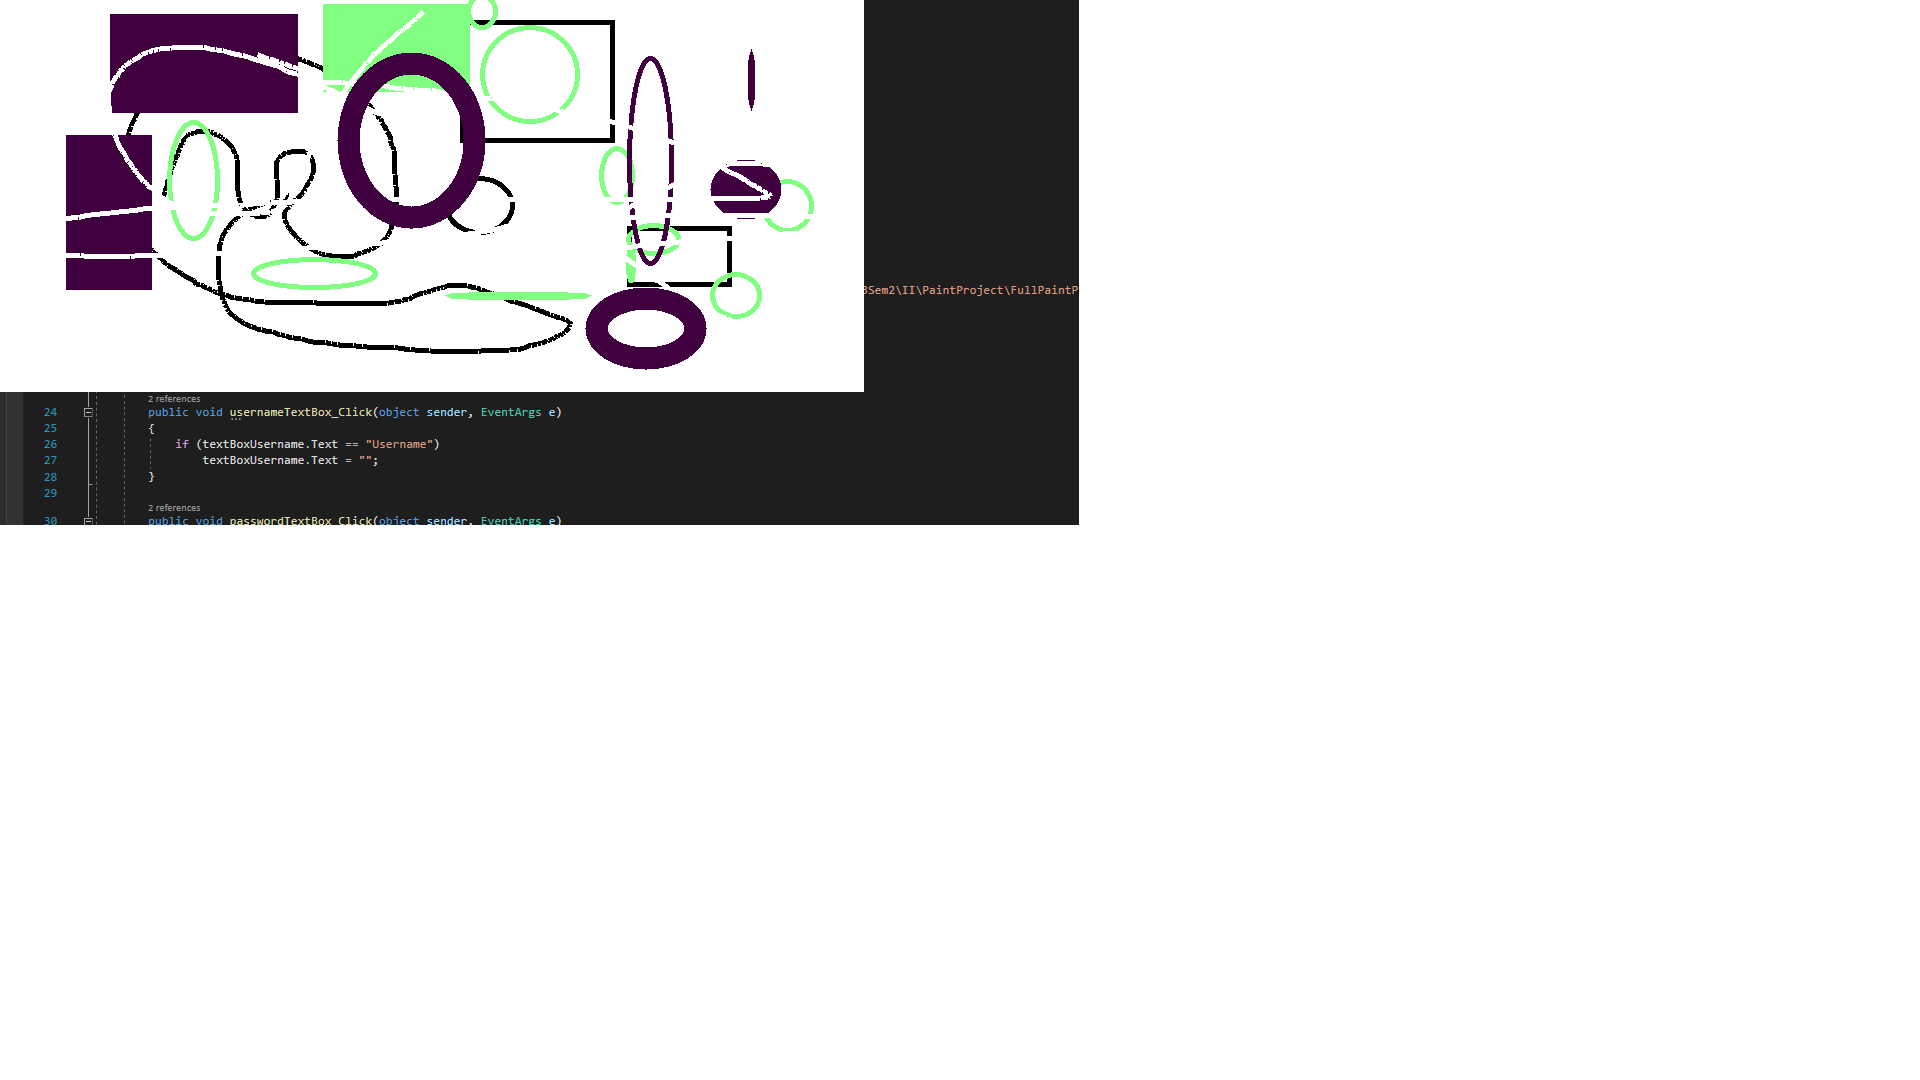 3Sem2\II\PaintProject\FullPaintP
2 references
24 public void usernameTextBox_Click(object sender, EventArgs e)
25 {
26 if (textBoxUsername.Text == "Username")
27 textBoxUsername.Text = "";
28 }
29
2 references
30 public void passwordTextBox_Click(object sender, EventArgs e)